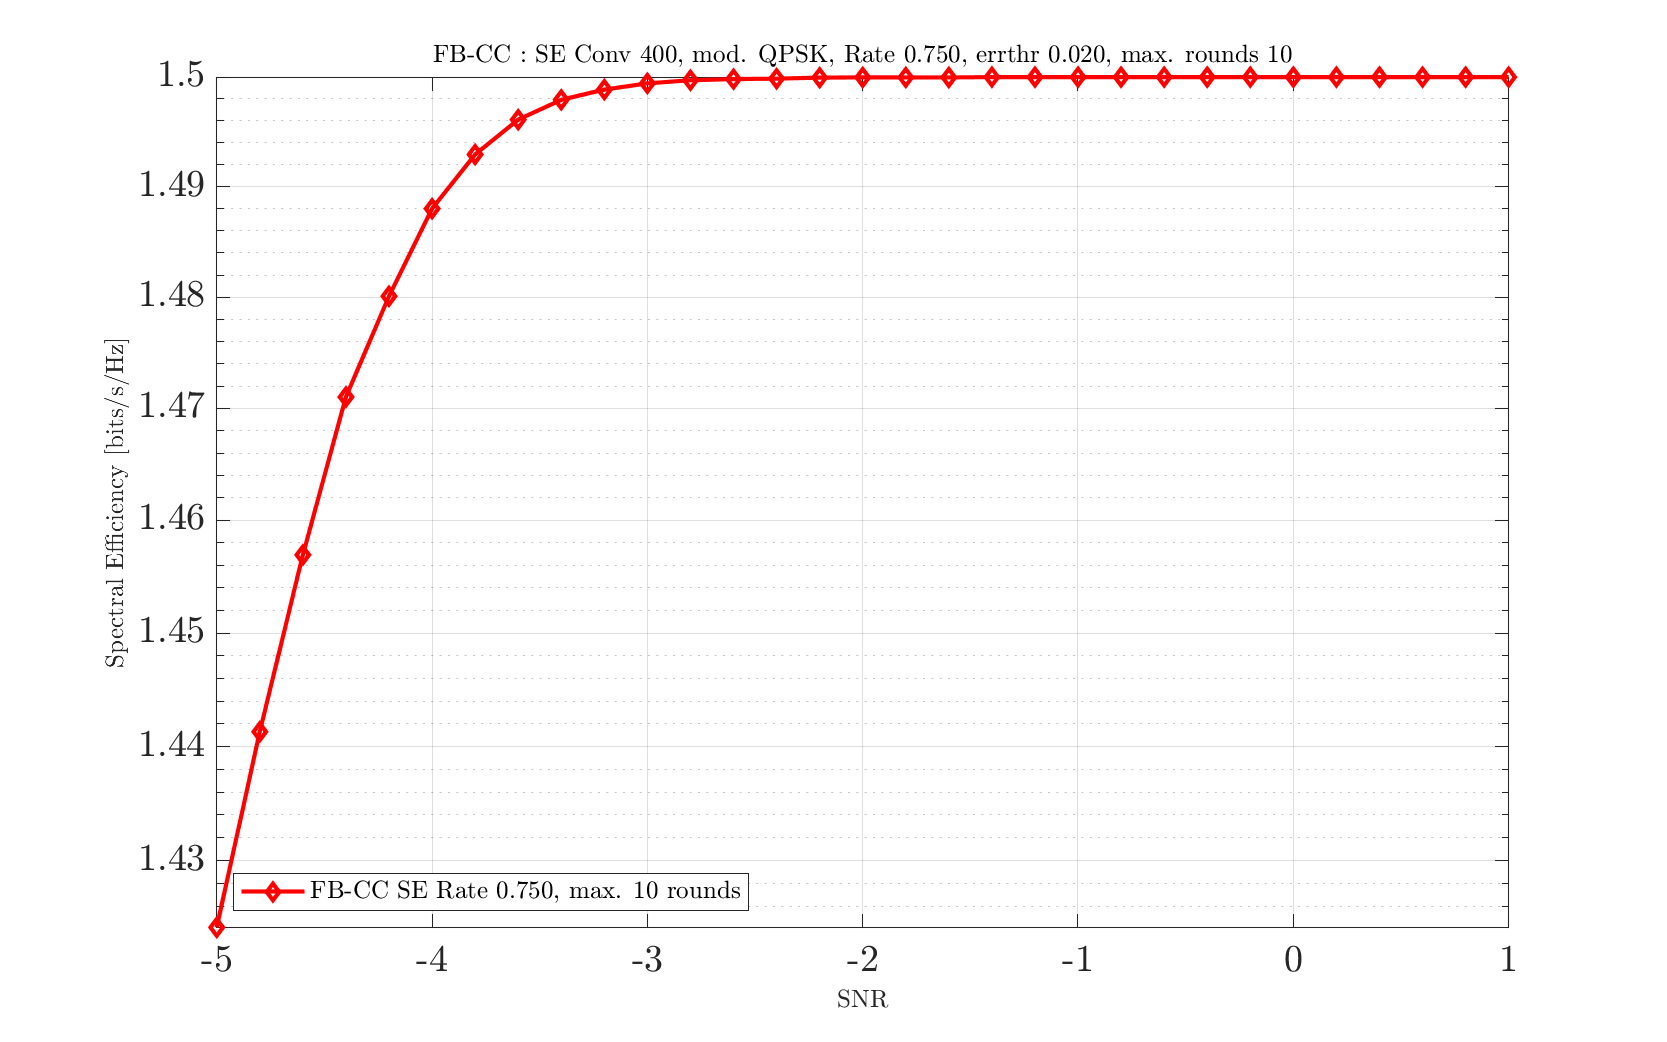 FB-CC : SE Conv 400, mod. QPSK, Rate 0.750, errthr 0.020, max. rounds 10
1.5
1.49
1.48
1.47
1.46
1.45
1.44
1.43
Spectral Efficiency [bits/s/Hz]
FB-CC SE Rate 0.750, max. 10 rounds
-5 -4 -3 -2 -1 0 1
SNR